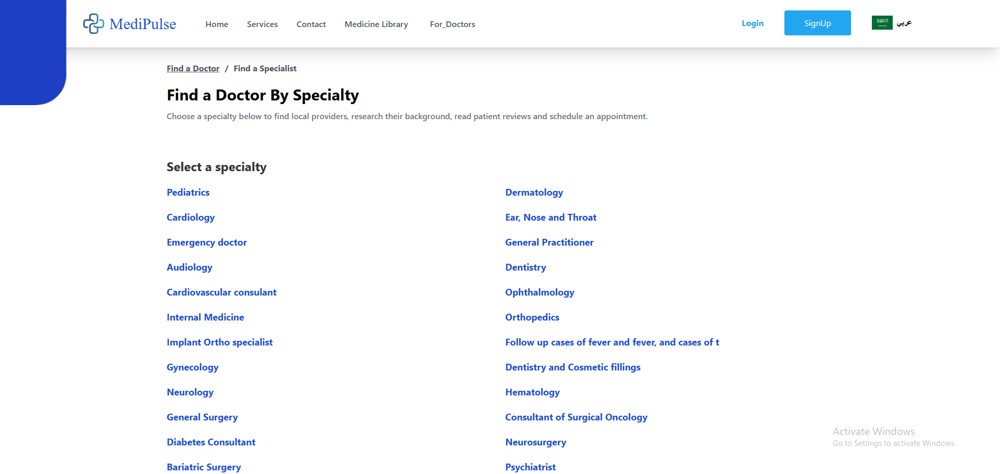 MediPulse
Home Services Contact Medicine Library For_Doctors
Login SignUp عربي
Find a Doctor / Find a Specialist
Find a Doctor By Specialty
Choose a specialty below to find local providers, research their background, read patient reviews and schedule an appointment.
Select a specialty
Pediatrics Dermatology
Cardiology Ear, Nose and Throat
Emergency doctor General Practitioner
Audiology Dentistry
Cardiovascular consulant Ophthalmology
Internal Medicine Orthopedics
Implant Ortho specialist Follow up cases of fever and fever, and cases of t
Gynecology Dentistry and Cosmetic fillings
Neurology Hematology
General Surgery Consultant of Surgical Oncology
Diabetes Consultant Neurosurgery
Bariatric Surgery Psychiatrist
Activate Windows
Go to Settings to activate Windows.